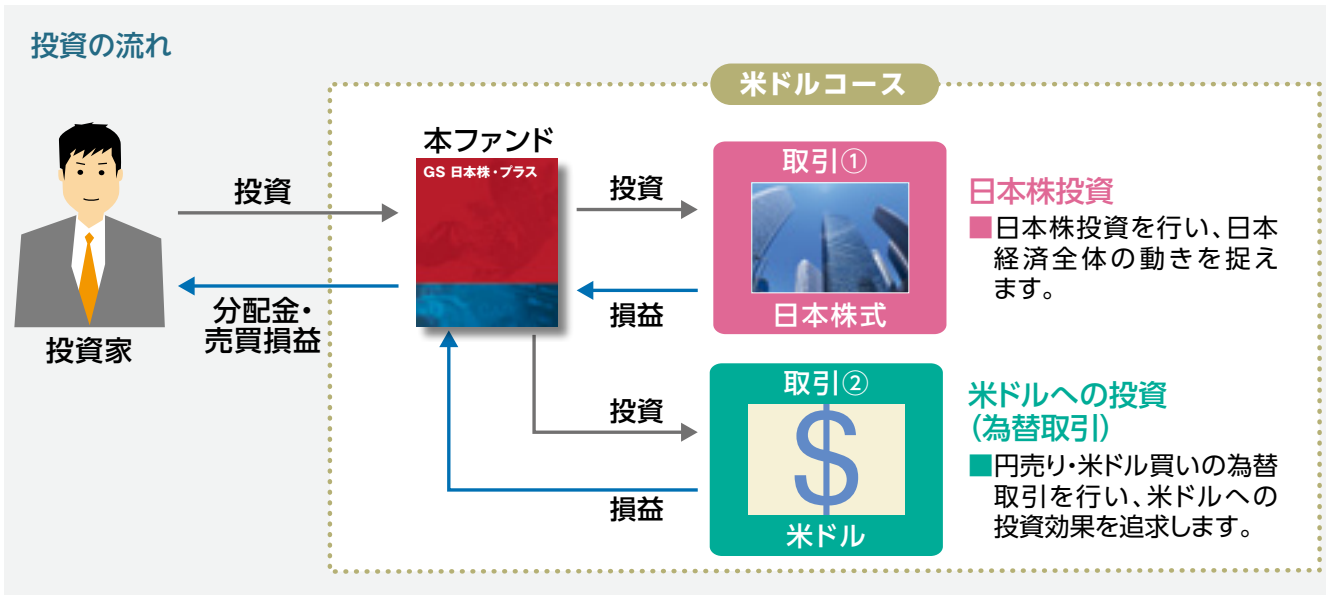 投資の流れ
米ドルコース
本ファンド
GS 日本株・プラス
投資
分配金・
売買損益
投資家
投資
損益
取引①
日本株式
日本株投資
■日本株投資を行い、日本
経済全体の動きを捉え
ます。
投資
損益
取引②
$
米ドル
米ドルへの投資
（為替取引）
■円売り・米ドル買いの為替
取引を行い、米ドルへの
投資効果を追求します。